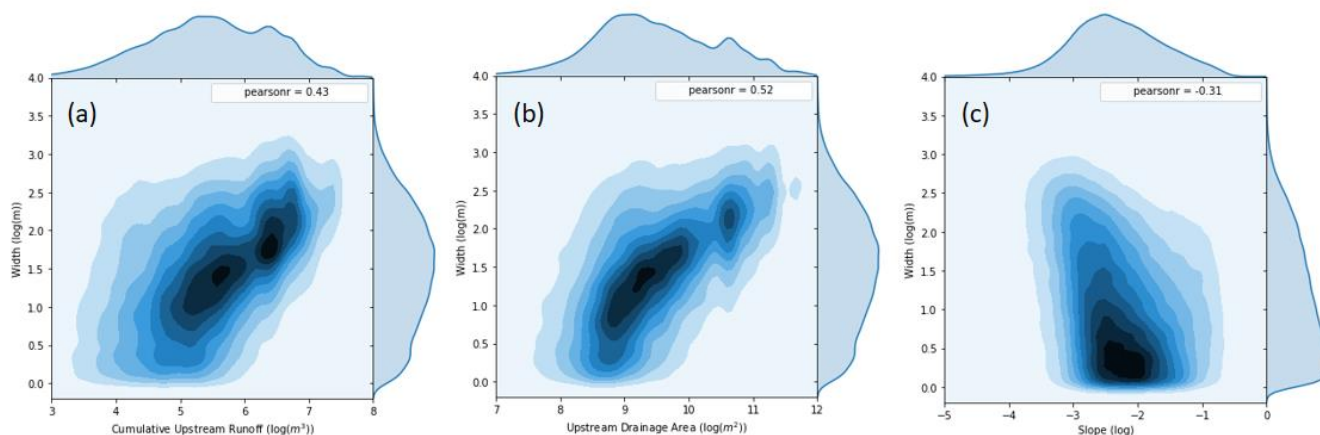 (a)
pearsonr = 0.43
4.0
3.5
3.0
2.5
2.0
1.5
1.0
0.5
0.0
Width (log(m))
3 4 5 6 7 8
Cumulative Upstream Runoff (log(m³))
(b)
pearsonr = 0.52
4.0
3.5
3.0
2.5
2.0
1.5
1.0
0.5
0.0
Width (log(m))
7 8 9 10 11 12
Upstream Drainage Area (log(m²))
(c)
pearsonr = -0.31
4.0
3.5
3.0
2.5
2.0
1.5
1.0
0.5
0.0
Width (log(m))
−5 −4 −3 −2 −1 0
Slope (log)